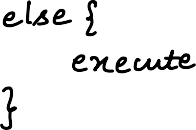 else {
execute
}